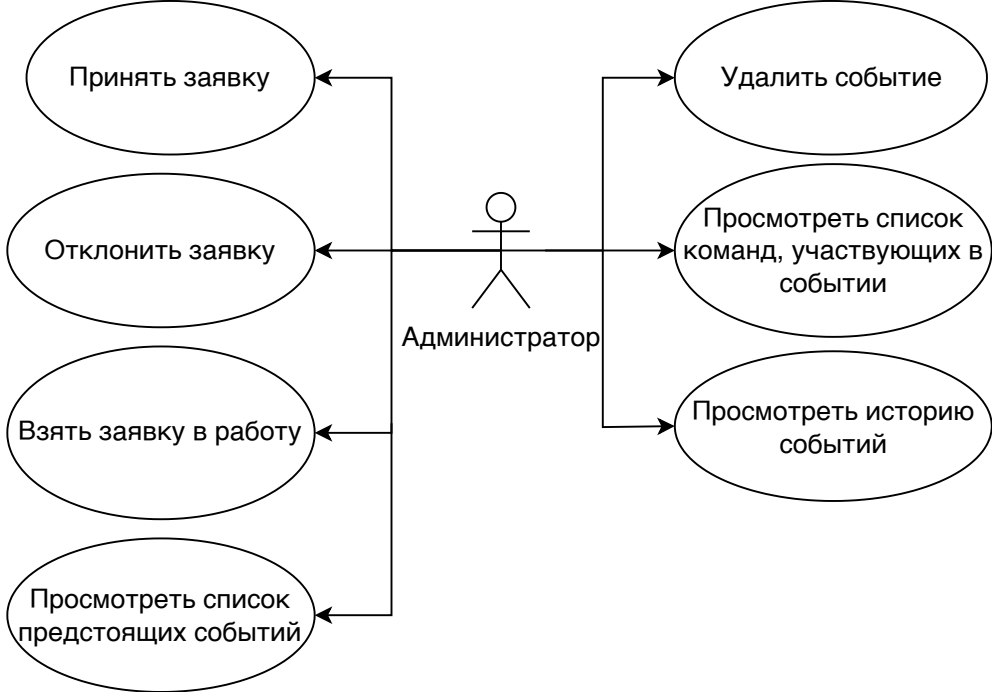 Принять заявку
Удалить событие
Отклонить заявку
Просмотреть список
команд, участвующих в
событии
Администратор
Взять заявку в работу
Просмотреть историю
событий
Просмотреть список
предстоящих событий